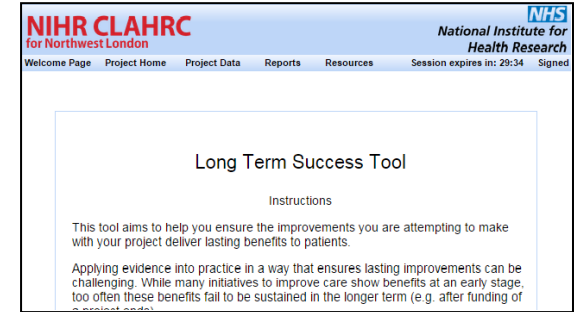 NIHR CLAHRC
for Northwest London
NHS
National Institute for
Health Research
Welcome Page Project Home Project Data Reports Resources Session expires in: 29:34 Signed
Long Term Success Tool
Instructions
This tool aims to help you ensure the improvements you are attempting to make
with your project deliver lasting benefits to patients.
Applying evidence into practice in a way that ensures lasting improvements can be
challenging. While many initiatives to improve care show benefits at an early stage,
too often these benefits fail to be sustained in the longer term (e.g. after funding of
a project ends)